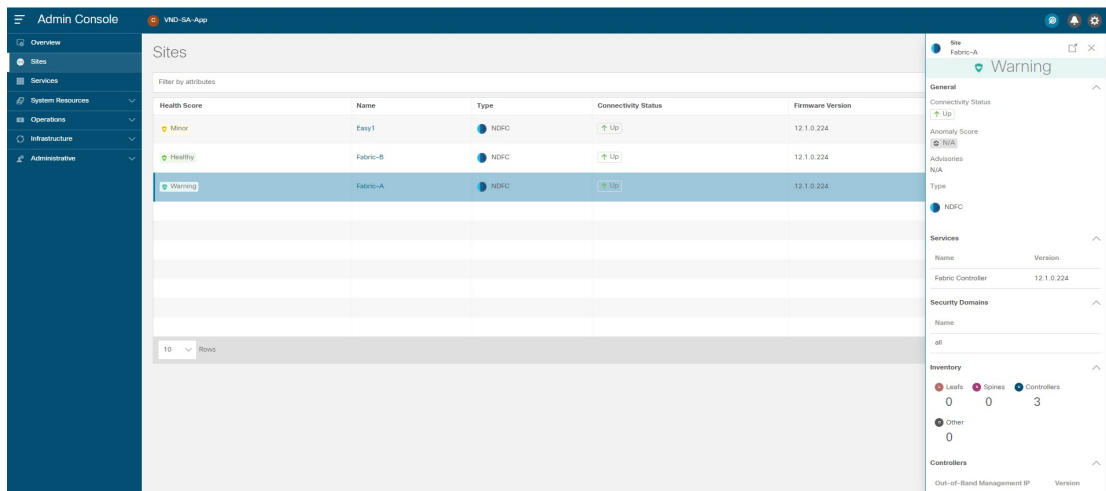 Admin Console
C VND-SA-App
Overview
Sites
Services
System Resources
Operations
Infrastructure
Administrative
Sites
Filter by attributes
Health Score Name Type Connectivity Status Firmware Version
Minor Easy1 NDFC Up 12.1.0.224
Healthy Fabric-B NDFC Up 12.1.0.224
Warning Fabric-A NDFC Up 12.1.0.224
10 Rows
Site
Fabric-A
Warning
General
Connectivity Status
Up
Anomaly Score
N/A
Advisories
N/A
Type
NDFC
Services
Name Version
Fabric Controller 12.1.0.224
Security Domains
Name
all
Inventory
Leafs Spines Controllers
0 0 3
Other
0
Controllers
Out-of-Band Management IP Version